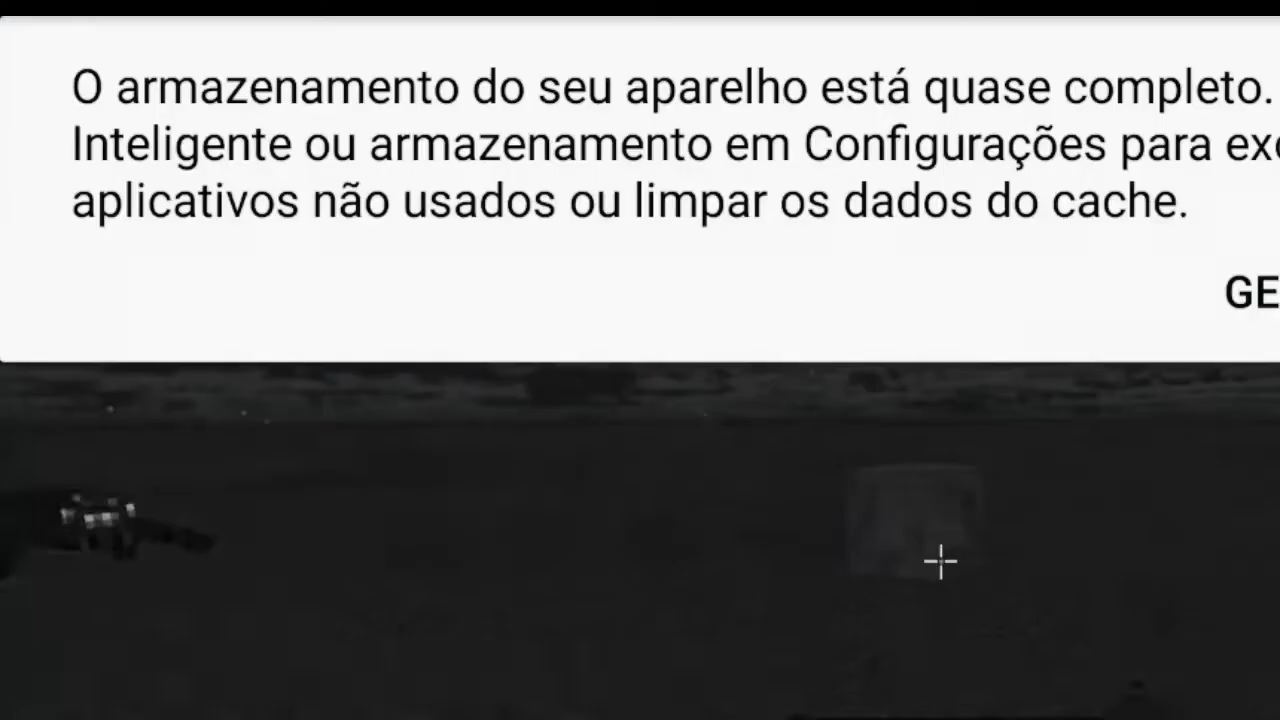 O armazenamento do seu aparelho está quase completo.
Inteligente ou armazenamento em Configurações para
aplicativos não usados ou limpar os dados do cache.